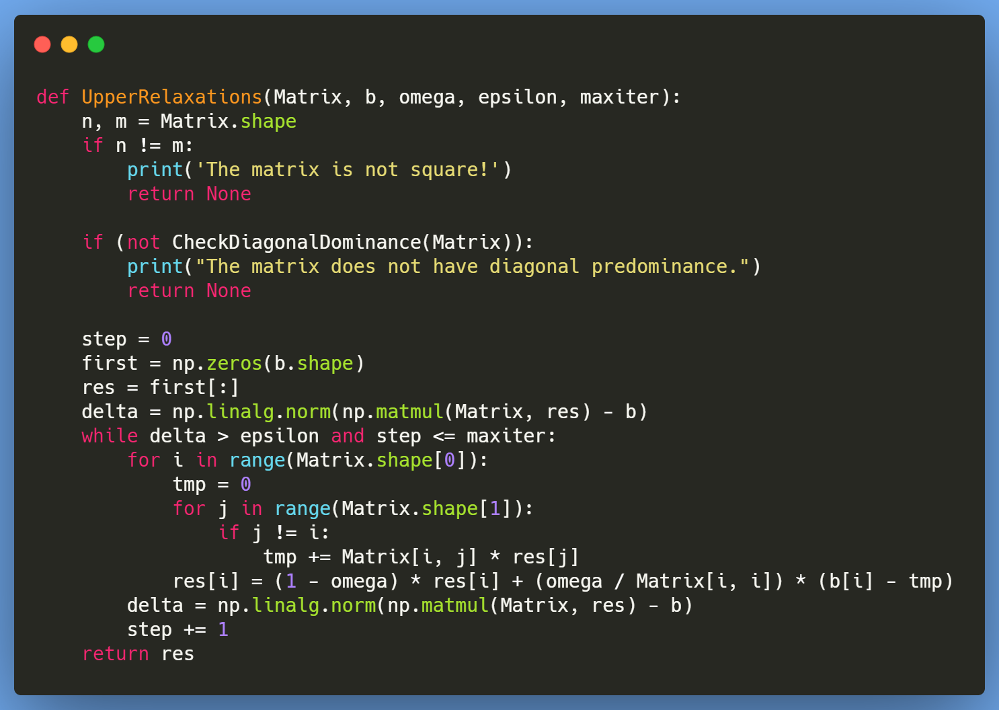 def UpperRelaxations(Matrix, b, omega, epsilon, maxiter):
    n, m = Matrix.shape
    if n != m:
        print('The matrix is not square!')
        return None

    if (not CheckDiagonalDominance(Matrix)):
        print("The matrix does not have diagonal predominance.")
        return None

    step = 0
    first = np.zeros(b.shape)
    res = first[:]
    delta = np.linalg.norm(np.matmul(Matrix, res) - b)
    while delta > epsilon and step <= maxiter:
        for i in range(Matrix.shape[0]):
            tmp = 0
            for j in range(Matrix.shape[1]):
                if j != i:
                    tmp += Matrix[i, j] * res[j]
            res[i] = (1 - omega) * res[i] + (omega / Matrix[i, i]) * (b[i] - tmp)
        delta = np.linalg.norm(np.matmul(Matrix, res) - b)
        step += 1
    return res